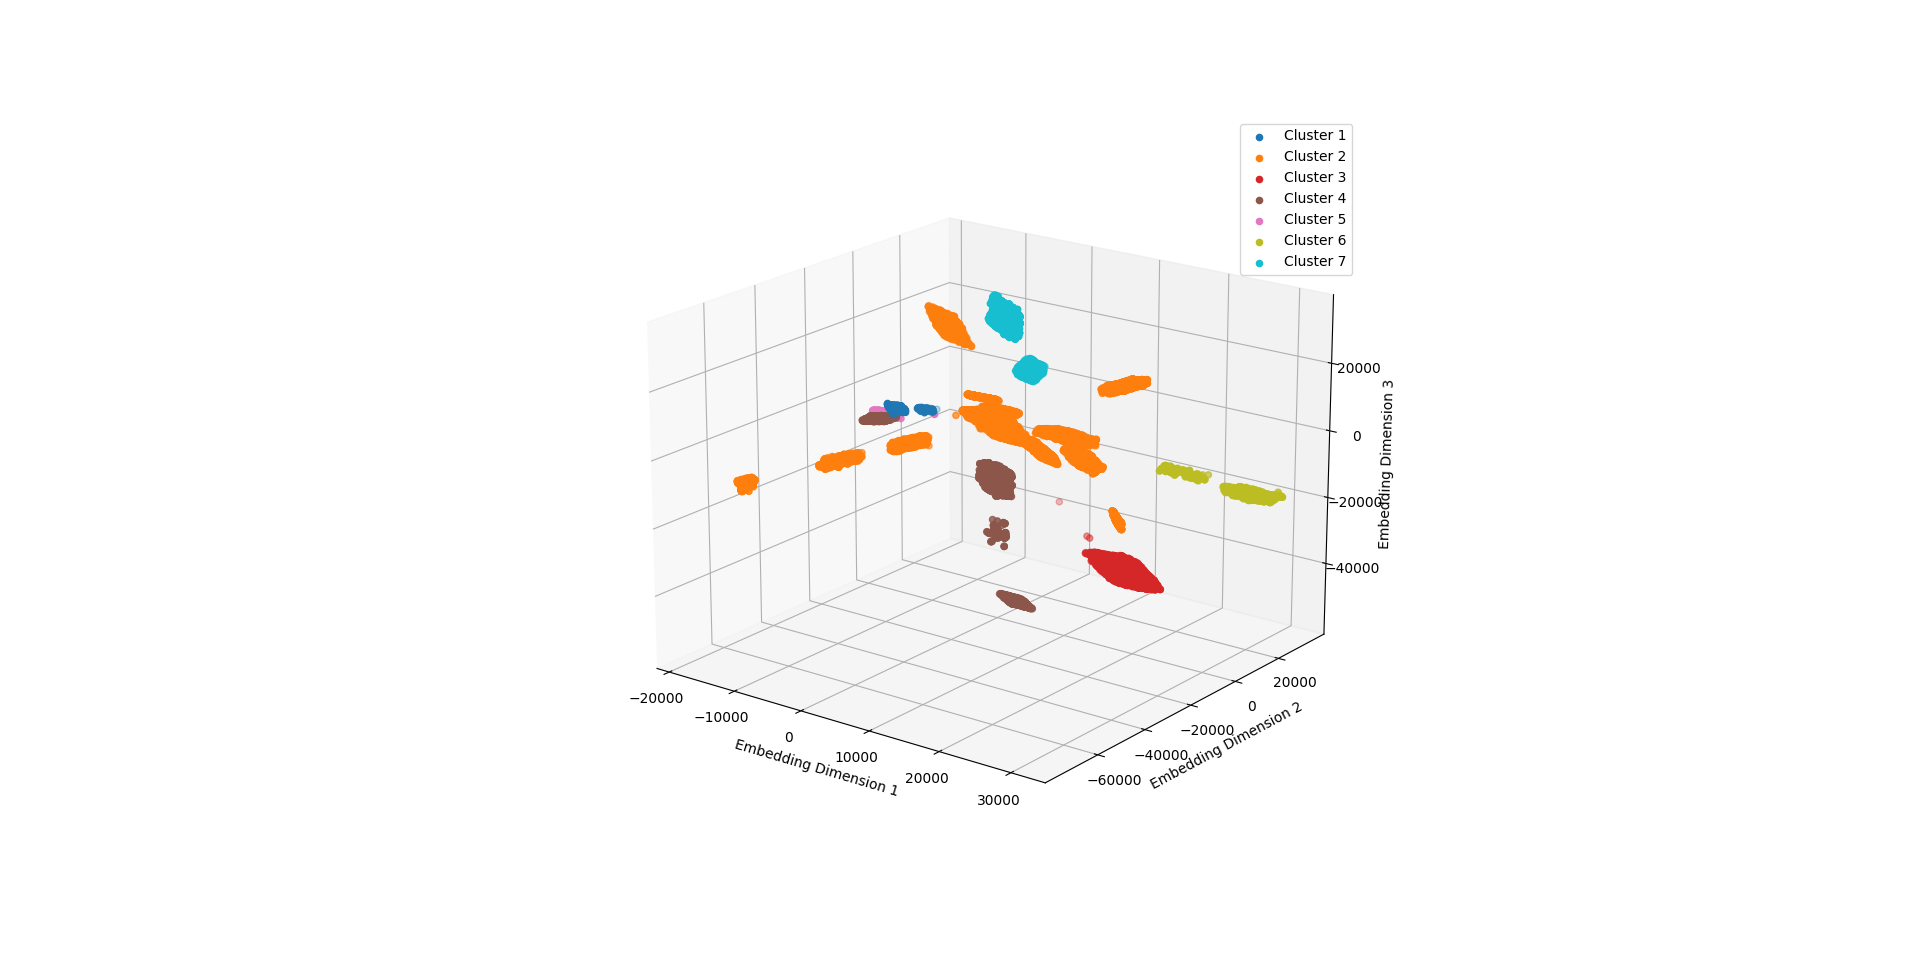 Cluster 1
Cluster 2
Cluster 3
Cluster 4
Cluster 5
Cluster 6
Cluster 7
20000
0
−20000
−40000
Embedding Dimension 3
−20000
−10000
0
10000
20000
30000
Embedding Dimension 1
20000
0
−20000
−40000
−60000
Embedding Dimension 2